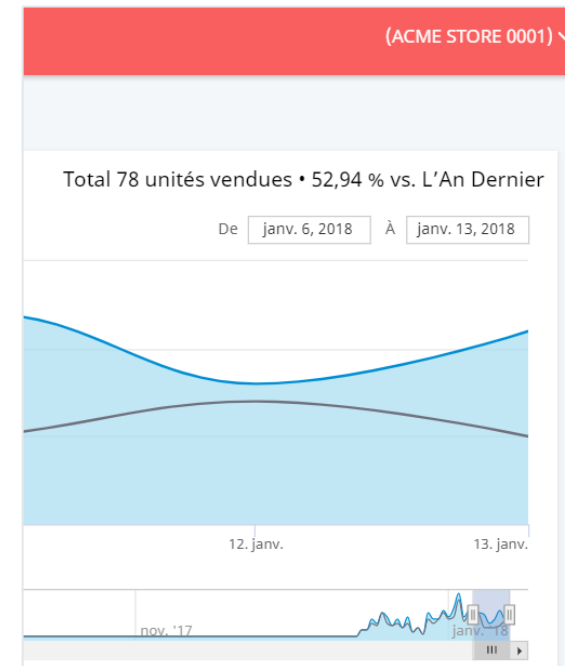 (ACME STORE 0001)
Total 78 unités vendues • 52,94 % vs. L'An Dernier
De janv. 6, 2018 À janv. 13, 2018
12. janv. 13. janv.
nov. '17 janv. '18